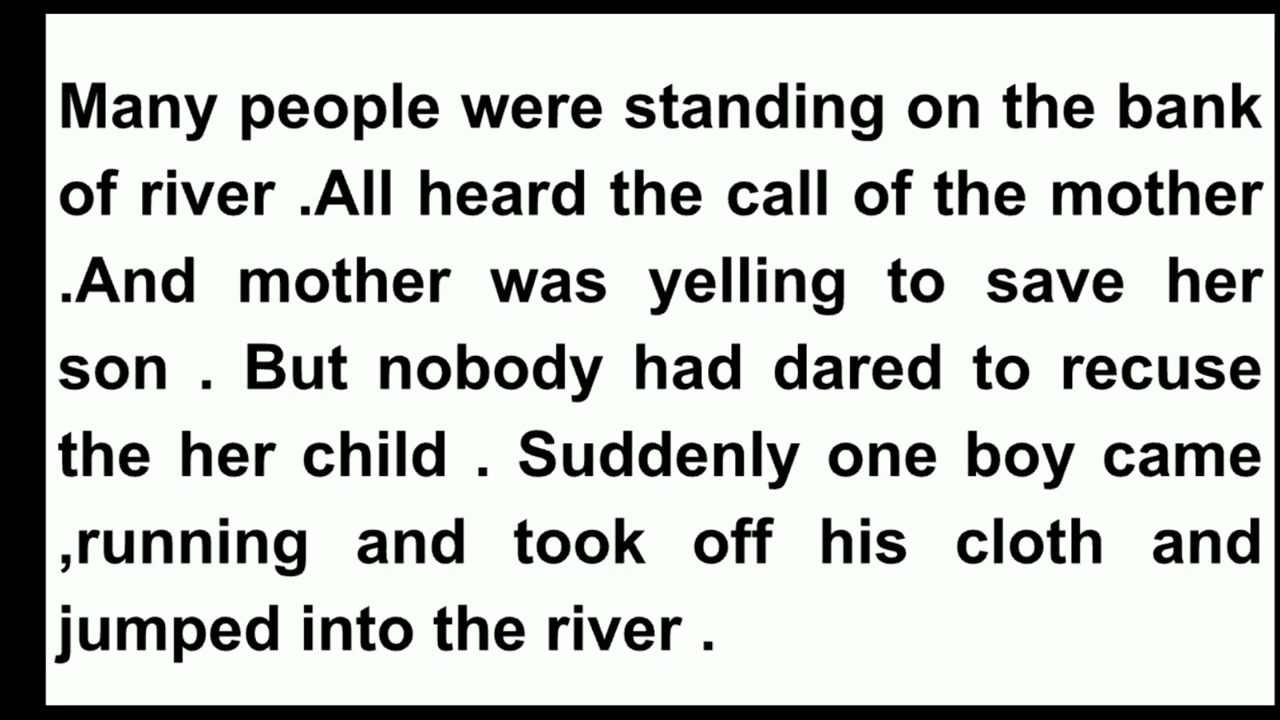 Many people were standing on the bank
of river .All heard the call of the mother
.And mother was yelling to save her
son . But nobody had dared to recuse
the her child . Suddenly one boy came
,running and took off his cloth and
jumped into the river .